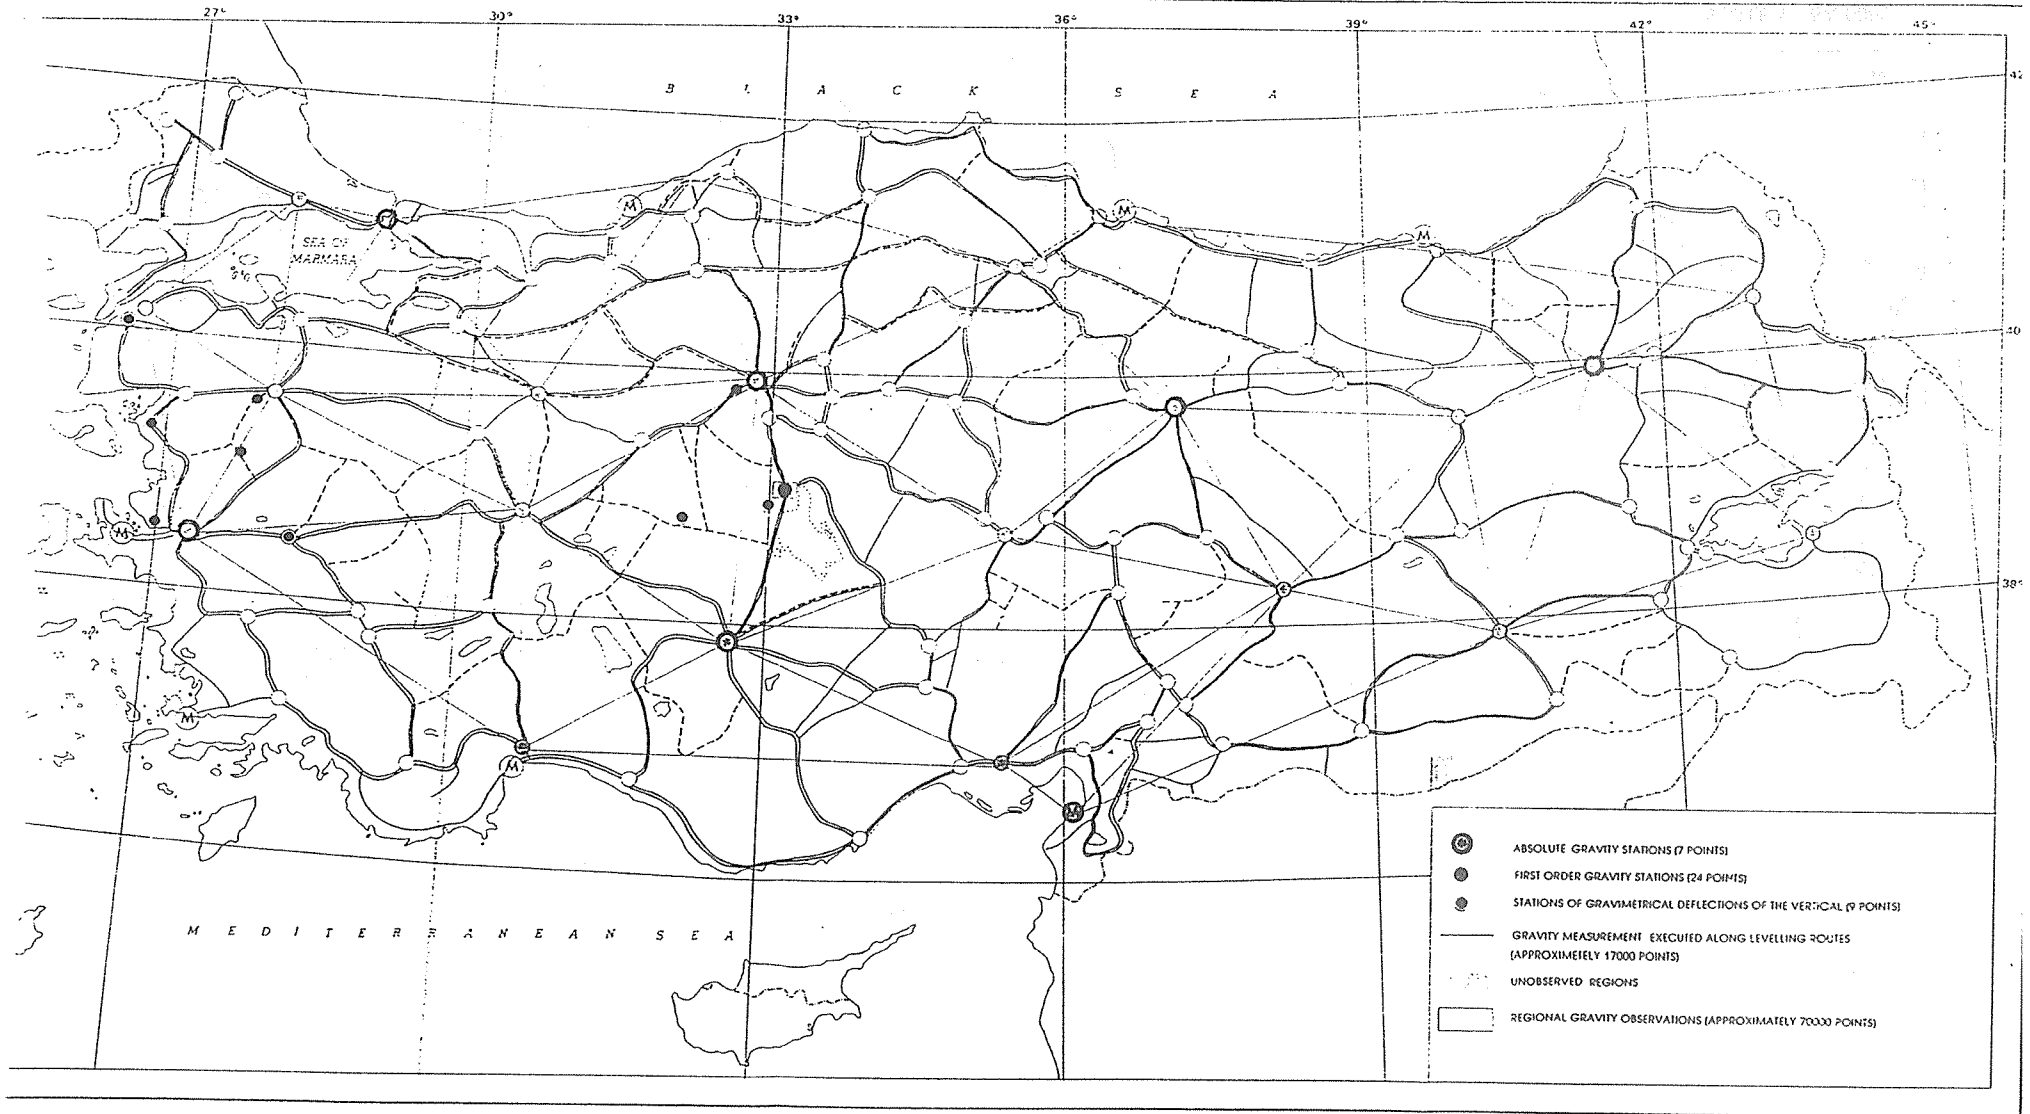 27°
30°
33°
36°
39°
42°
45°
42
B L A C K S E A
M
M
M
SEA OF
MARMARA
40
M
38°
M
M
M
ABSOLUTE GRAVITY STATIONS (7 POINTS)
FIRST ORDER GRAVITY STATIONS (24 POINTS)
STATIONS OF GRAVIMETRICAL DEFLECTIONS OF THE VERTICAL (9 POINTS)
M E D I T E R R A N E A N S E A
GRAVITY MEASUREMENT EXECUTED ALONG LEVELLING ROUTES
(APPROXIMETELY 17000 POINTS)
UNOBSERVED REGIONS
REGIONAL GRAVITY OBSERVATIONS (APPROXIMATELY 70000 POINTS)